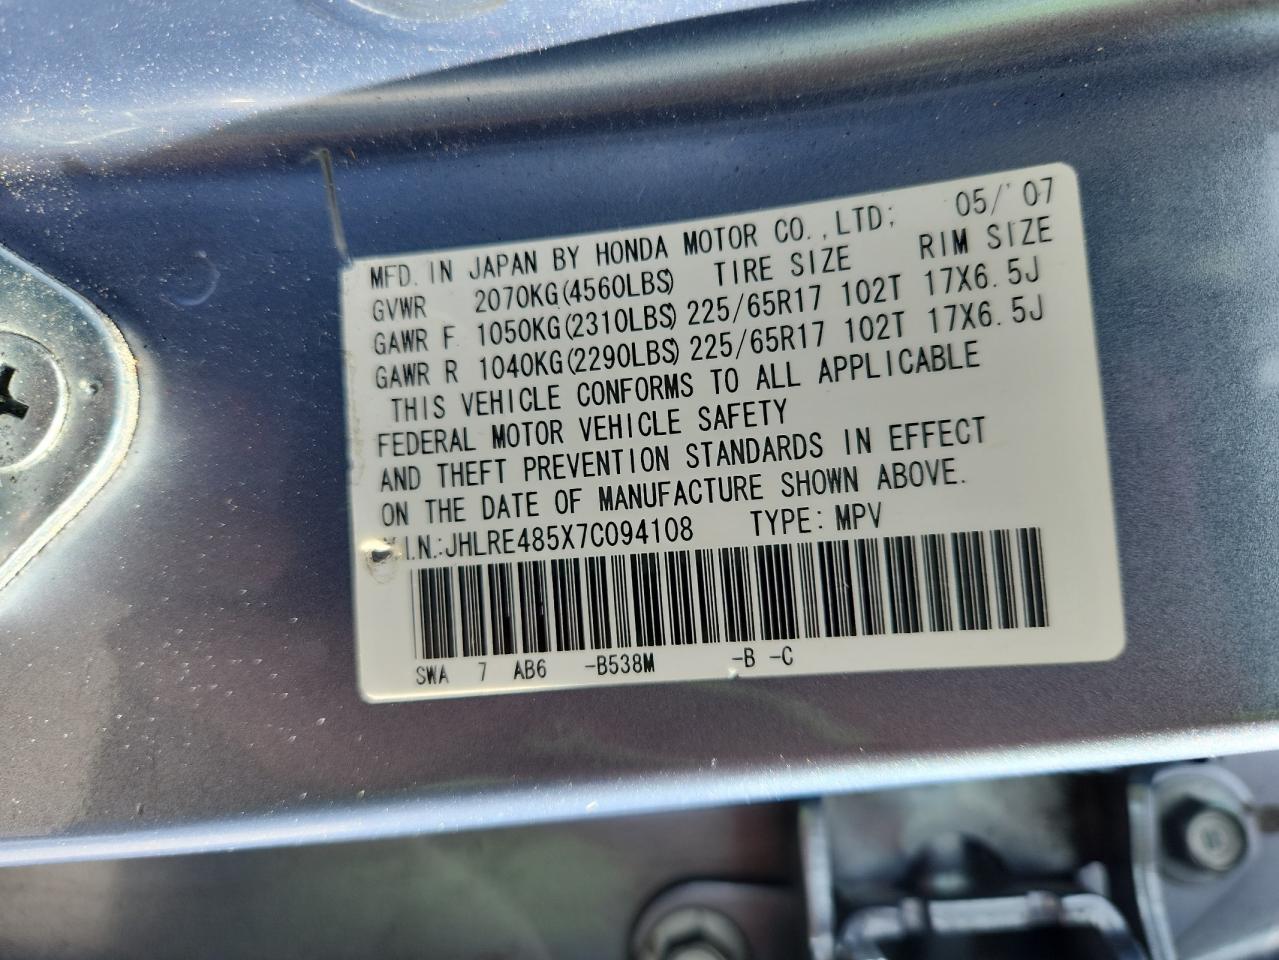 MFD. IN JAPAN BY HONDA MOTOR CO., LTD; 05/'07
GVWR 2070KG(4560LBS) TIRE SIZE RIM SIZE
GAWR F 1050KG(2310LBS) 225/65R17 102T 17X6.5J
GAWR R 1040KG(2290LBS) 225/65R17 102T 17X6.5J
THIS VEHICLE CONFORMS TO ALL APPLICABLE
FEDERAL MOTOR VEHICLE SAFETY
AND THEFT PREVENTION STANDARDS IN EFFECT
ON THE DATE OF MANUFACTURE SHOWN ABOVE.
V.I.N.:JHLRE485X7C094108 TYPE: MPV
SWA 7 AB6 -B538M -B -C